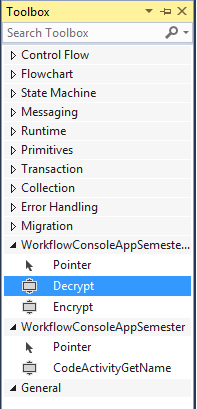 Toolbox
Search Toolbox
Control Flow
Flowchart
State Machine
Messaging
Runtime
Primitives
Transaction
Collection
Error Handling
Migration
WorkflowConsoleAppSemeste...
Pointer
Decrypt
Encrypt
WorkflowConsoleAppSemester
Pointer
CodeActivityGetName
General